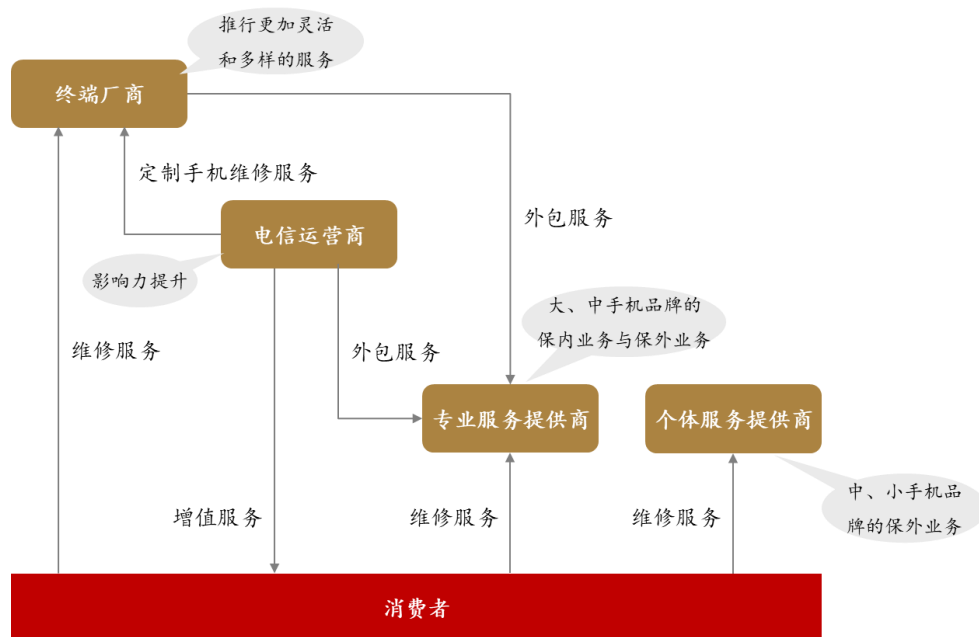 推行更加灵活
和多样的服务
终端厂商
定制手机维修服务
电信运营商
外包服务
影响力提升
大、中手机品牌的
保内业务与保外业务
维修服务
外包服务
专业服务提供商
个体服务提供商
中、小手机品
牌的保外业务
增值服务
维修服务
维修服务
消费者